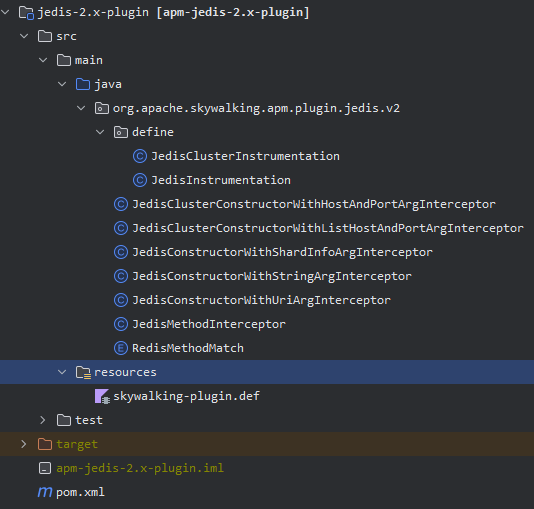 jedis-2.x-plugin [apm-jedis-2.x-plugin]
src
main
java
org.apache.skywalking.apm.plugin.jedis.v2
define
JedisClusterInstrumentation
JedisInstrumentation
JedisClusterConstructorWithHostAndPortArgInterceptor
JedisClusterConstructorWithListHostAndPortArgInterceptor
JedisConstructorWithShardInfoArgInterceptor
JedisConstructorWithStringArgInterceptor
JedisConstructorWithUriArgInterceptor
JedisMethodInterceptor
RedisMethodMatch
resources
skywalking-plugin.def
test
target
apm-jedis-2.x-plugin.iml
pom.xml